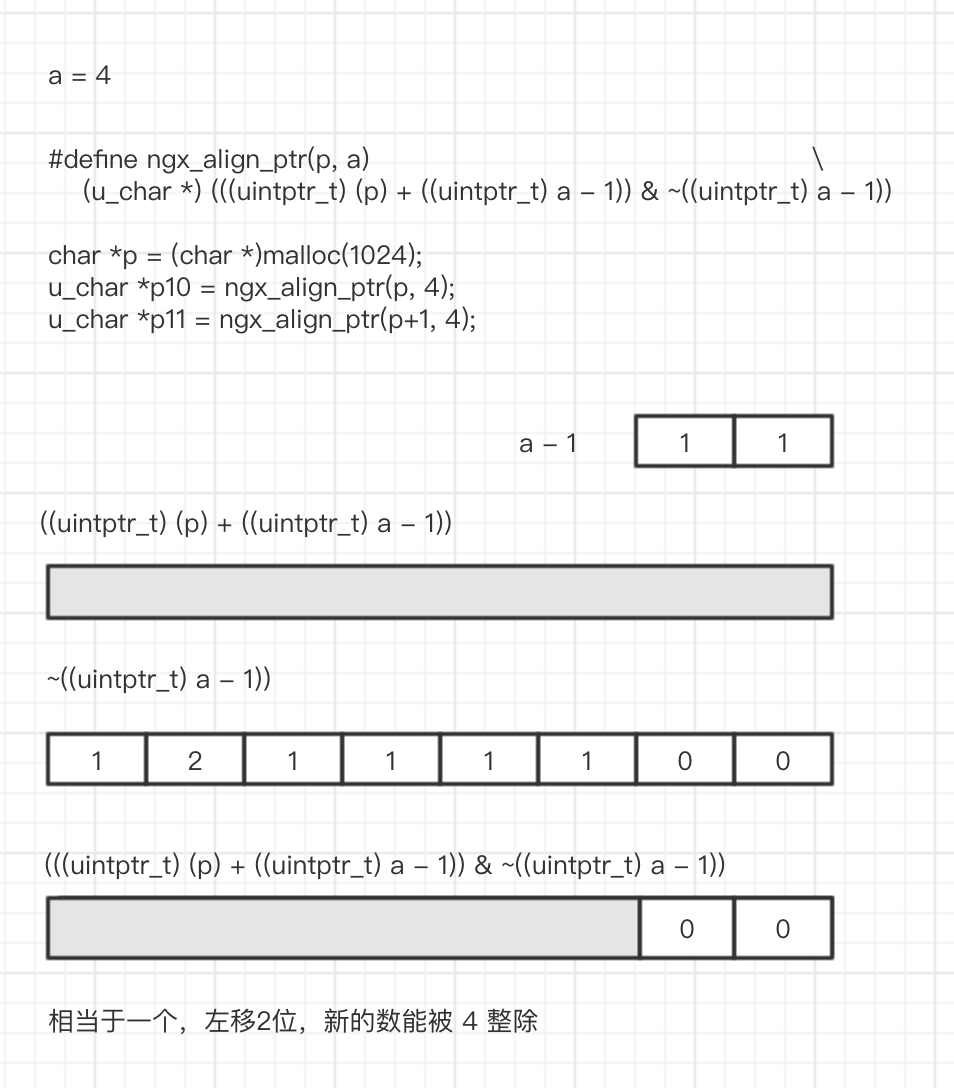 a = 4
#define ngx_align_ptr(p, a) \
(u_char *) (((uintptr_t) (p) + ((uintptr_t) a – 1)) & ~((uintptr_t) a – 1))
char *p = (char *)malloc(1024);
u_char *p10 = ngx_align_ptr(p, 4);
u_char *p11 = ngx_align_ptr(p+1, 4);
a – 1 1 1
((uintptr_t) (p) + ((uintptr_t) a – 1))
~((uintptr_t) a – 1))
1 2 1 1 1 1 0 0
(((uintptr_t) (p) + ((uintptr_t) a – 1)) & ~((uintptr_t) a – 1))
0 0
相当于一个，左移2位，新的数能被 4 整除